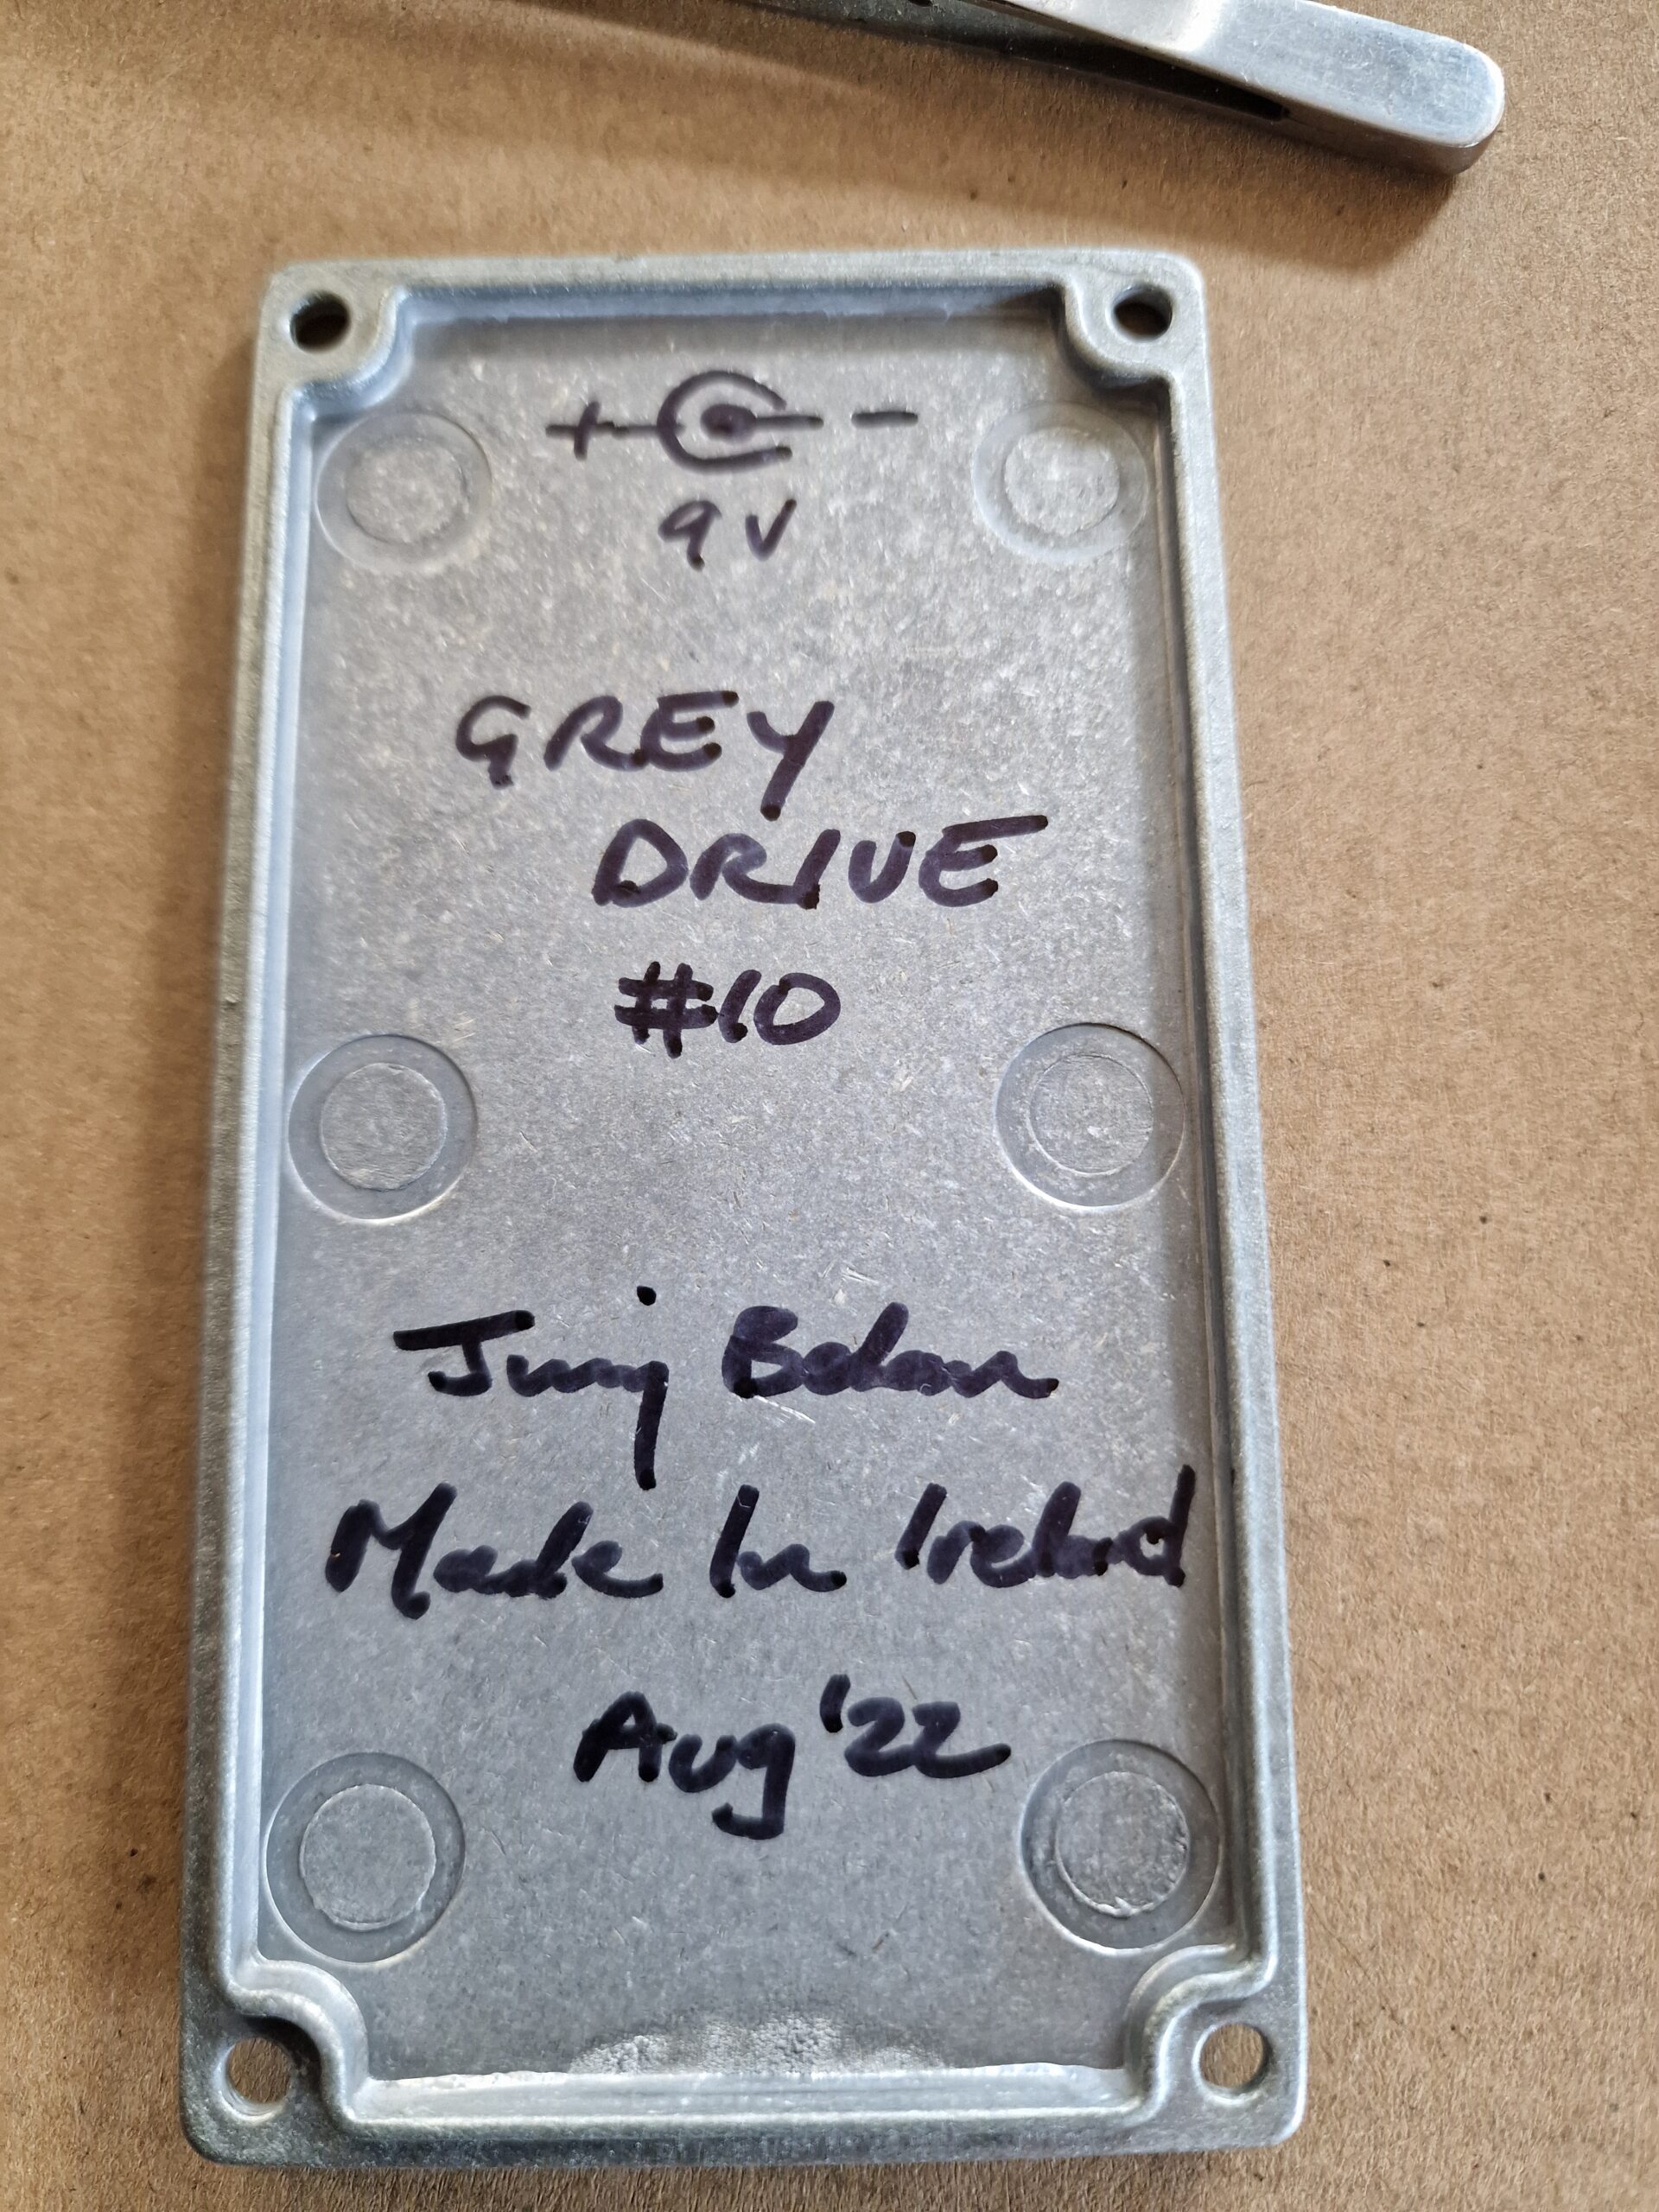 + -
9V
GREY
DRIVE
#10
Made In Ireland
Aug '22